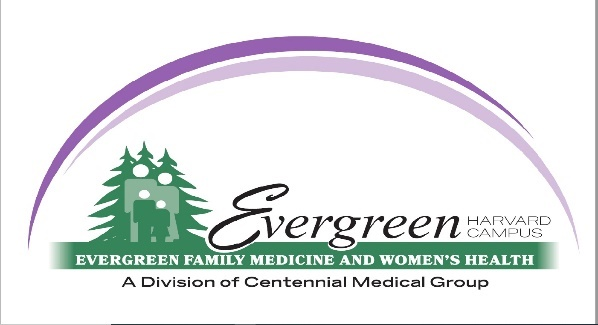 Evergreen HARVARD
CAMPUS
EVERGREEN FAMILY MEDICINE AND WOMEN'S HEALTH
A Division of Centennial Medical Group